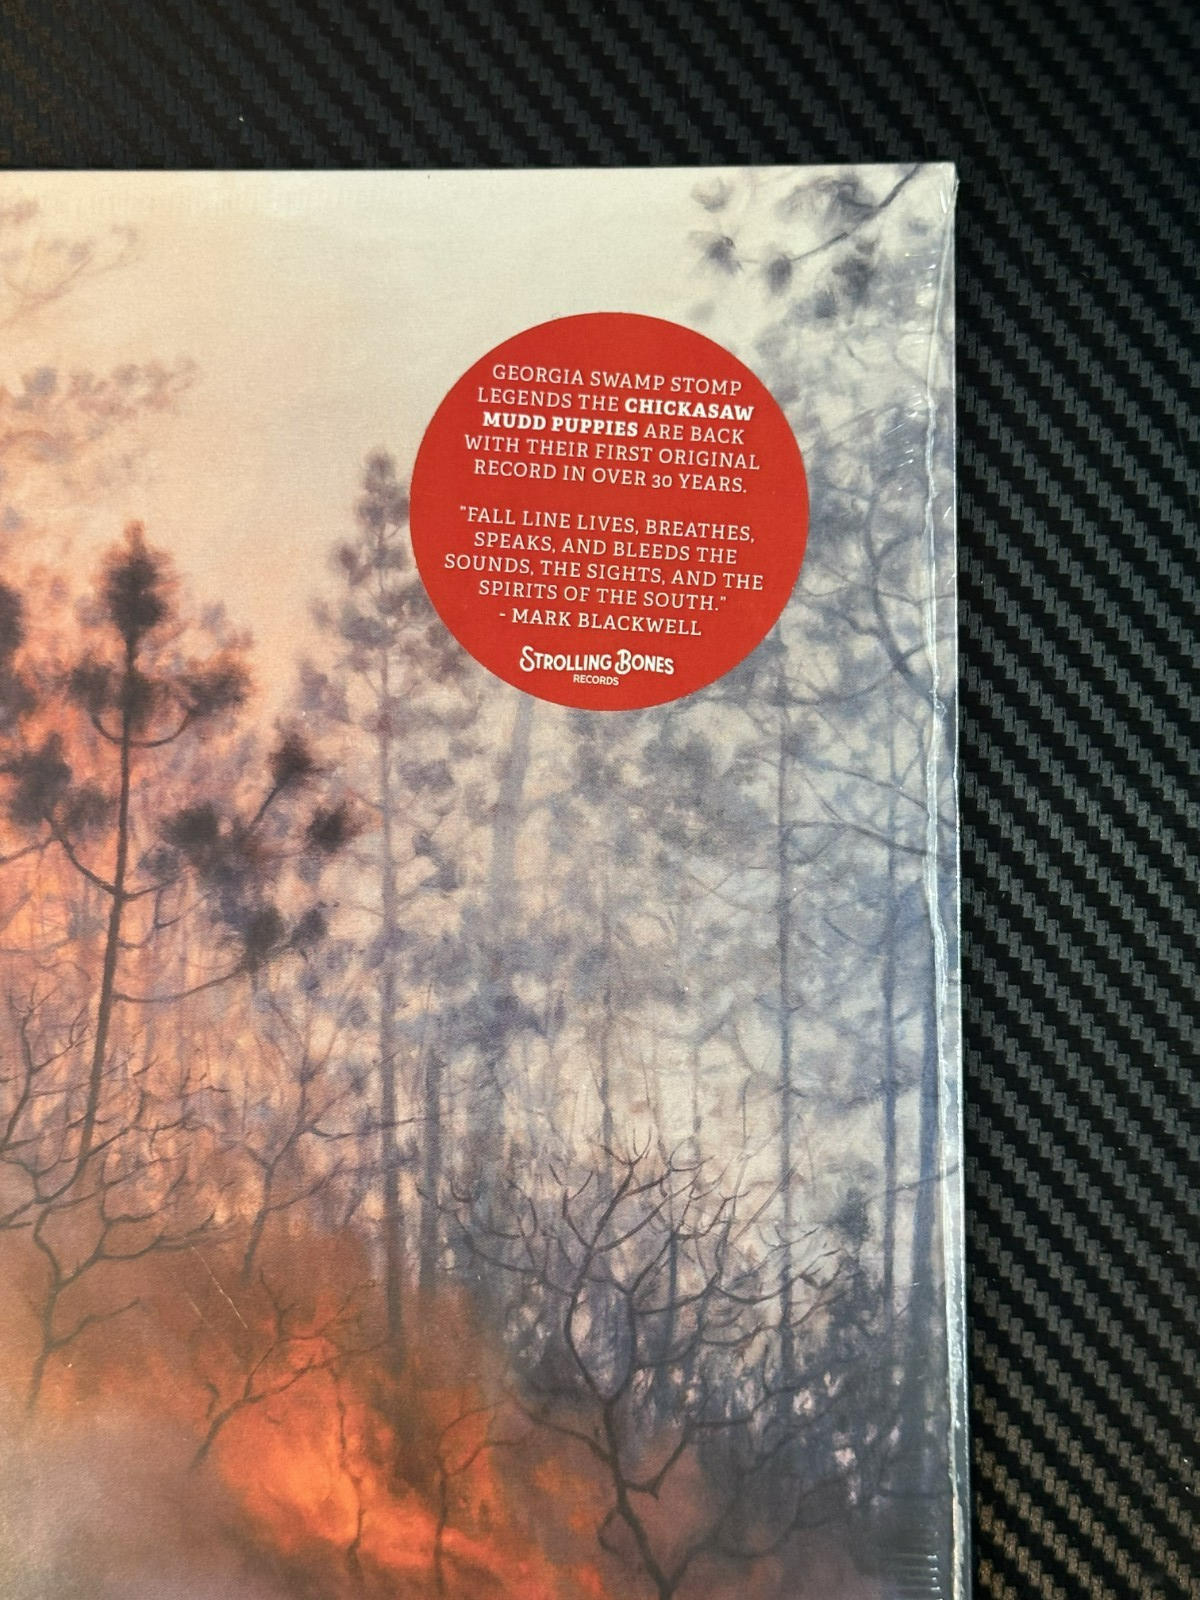 GEORGIA SWAMP STOMP
LEGENDS THE CHICKASAW
MUDD PUPPIES ARE BACK
WITH THEIR FIRST ORIGINAL
RECORD IN OVER 30 YEARS.
"FALL LINE LIVES, BREATHES,
SPEAKS, AND BLEEDS THE
SOUNDS, THE SIGHTS, AND THE
SPIRITS OF THE SOUTH."
- MARK BLACKWELL
STROLLING BONES
RECORDS